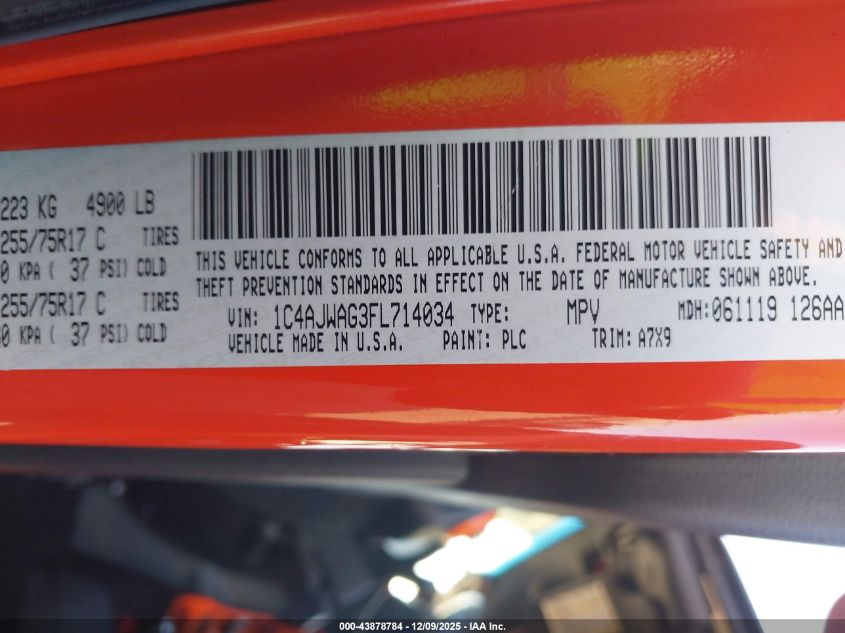 223 KG 4900 LB
255/75R17 C TIRES
0 KPA ( 37 PSI) COLD
255/75R17 C TIRES
0 KPA ( 37 PSI) COLD
THIS VEHICLE CONFORMS TO ALL APPLICABLE U.S.A. FEDERAL MOTOR VEHICLE SAFETY AND
THEFT PREVENTION STANDARDS IN EFFECT ON THE DATE OF MANUFACTURE SHOWN ABOVE.
VIN: 1C4AJWAG3FL714034 TYPE: MPV MDH: 061119 126AA
VEHICLE MADE IN U.S.A. PAINT: PLC TRIM: A7X9
000-43878784 - 12/09/2025 - IAA Inc.